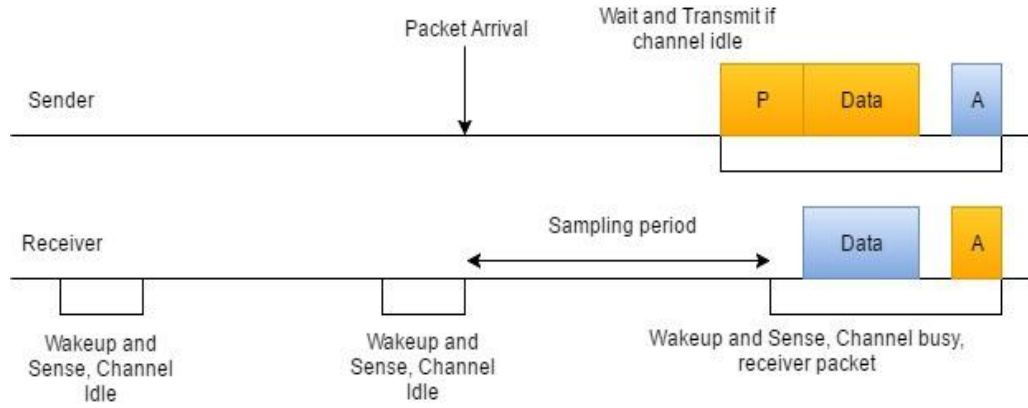 Packet Arrival
Wait and Transmit if
channel idle
Sender
P
Data
A
Receiver
Sampling period
Data
A
Wakeup and
Sense, Channel
Idle
Wakeup and
Sense, Channel
Idle
Wakeup and Sense, Channel busy,
receiver packet